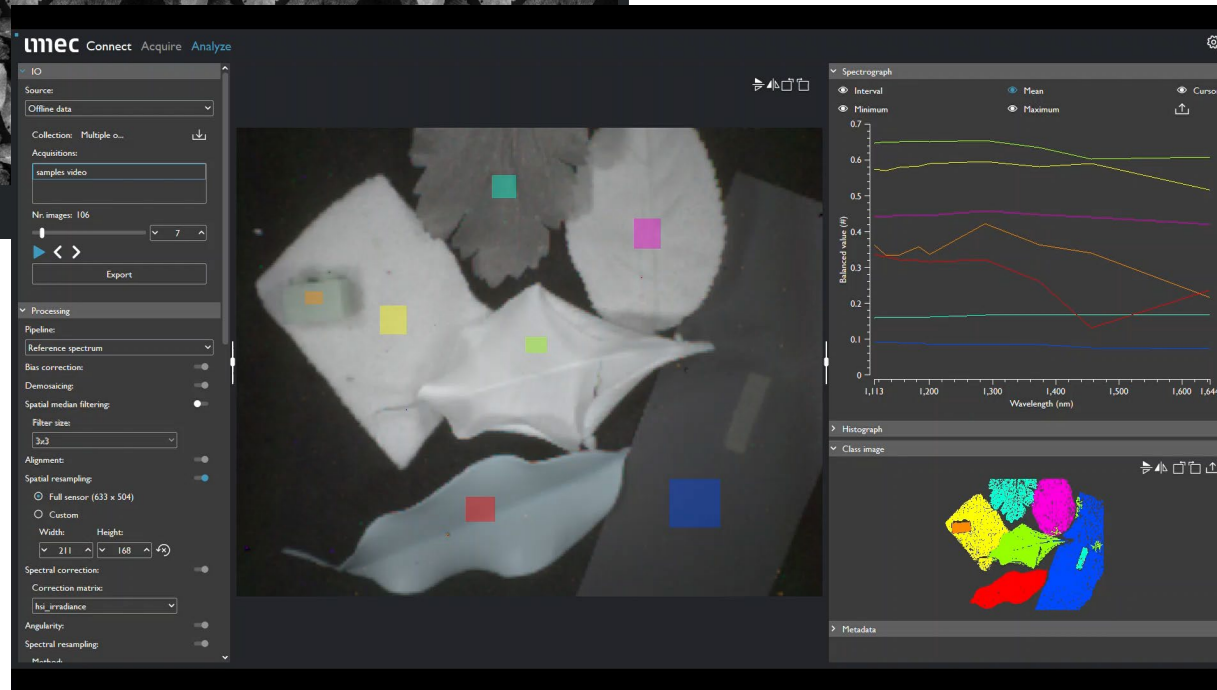 imec Connect Acquire Analyze
IO
Source:
Offline data
Collection: Multiple o...
Acquisitions:
samples video
Nr. images: 106
7
Export
Processing
Pipeline:
Reference spectrum
Bias correction:
Demosaicing:
Spatial median filtering:
Filter size:
3x3
Alignment:
Spatial resampling:
Full sensor (633 x 504)
Custom
Width: Height:
211 168
Spectral correction:
Correction matrix:
hsi_irradiance
Angularity:
Spectral resampling:
Spectrograph
Interval Mean Cursor
Minimum Maximum
0.7
0.6
0.5
0.4
0.3
0.2
0.1
0
Balanced value (#)
1,113 1,200 1,300 1,400 1,500 1,600 1,644
Wavelength (nm)
Histograph
Class image
Metadata